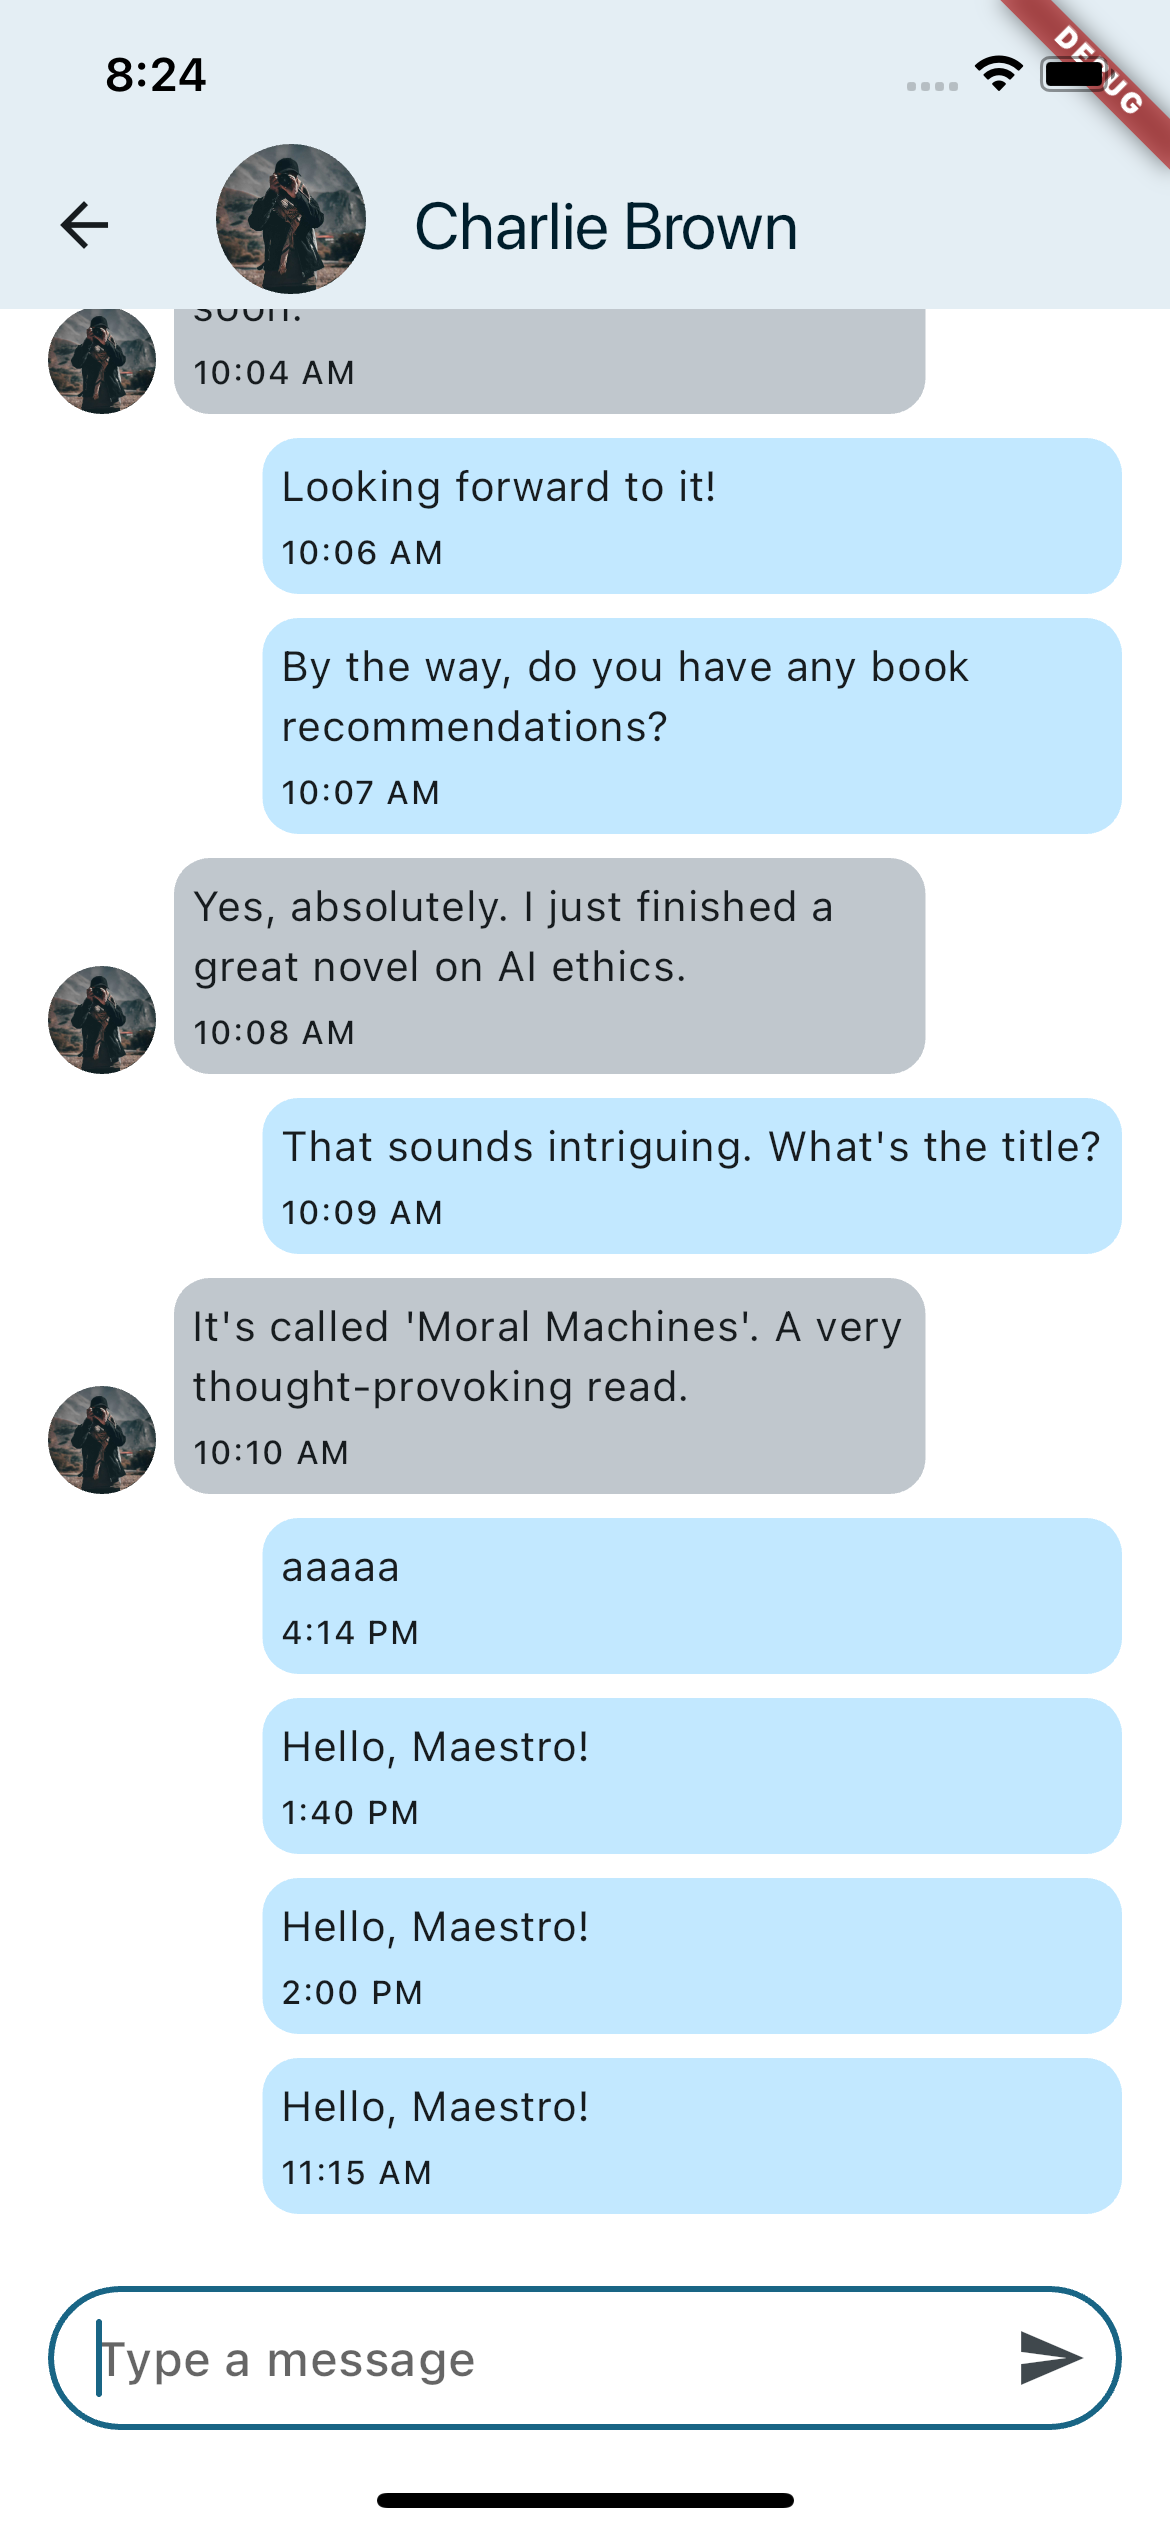 8:24
DEBUG
Charlie Brown
soon.
10:04 AM
Looking forward to it!
10:06 AM
By the way, do you have any book
recommendations?
10:07 AM
Yes, absolutely. I just finished a
great novel on AI ethics.
10:08 AM
That sounds intriguing. What's the title?
10:09 AM
It's called 'Moral Machines'. A very
thought-provoking read.
10:10 AM
aaaaa
4:14 PM
Hello, Maestro!
1:40 PM
Hello, Maestro!
2:00 PM
Hello, Maestro!
11:15 AM
Type a message